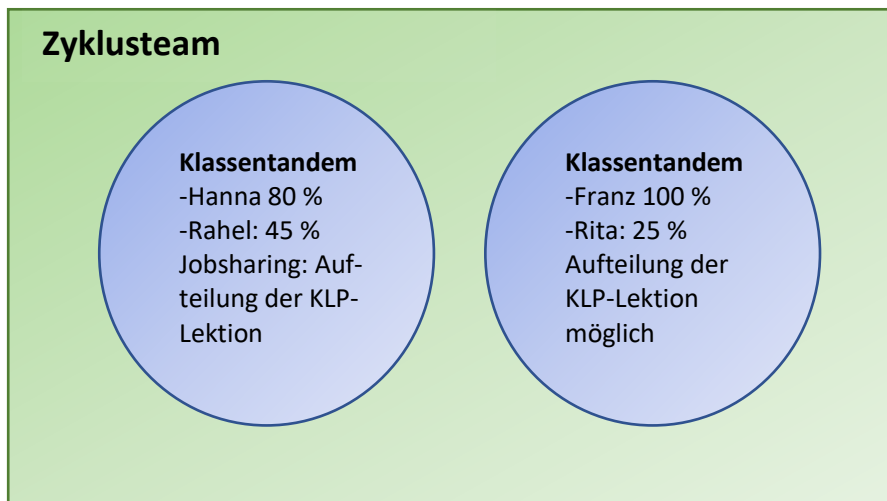 Zyklusteam
Klassentandem
-Hanna 80 %
-Rahel: 45 %
Jobsharing: Auf-
teilung der KLP-
Lektion
Klassentandem
-Franz 100 %
-Rita: 25 %
Aufteilung der
KLP-Lektion
möglich